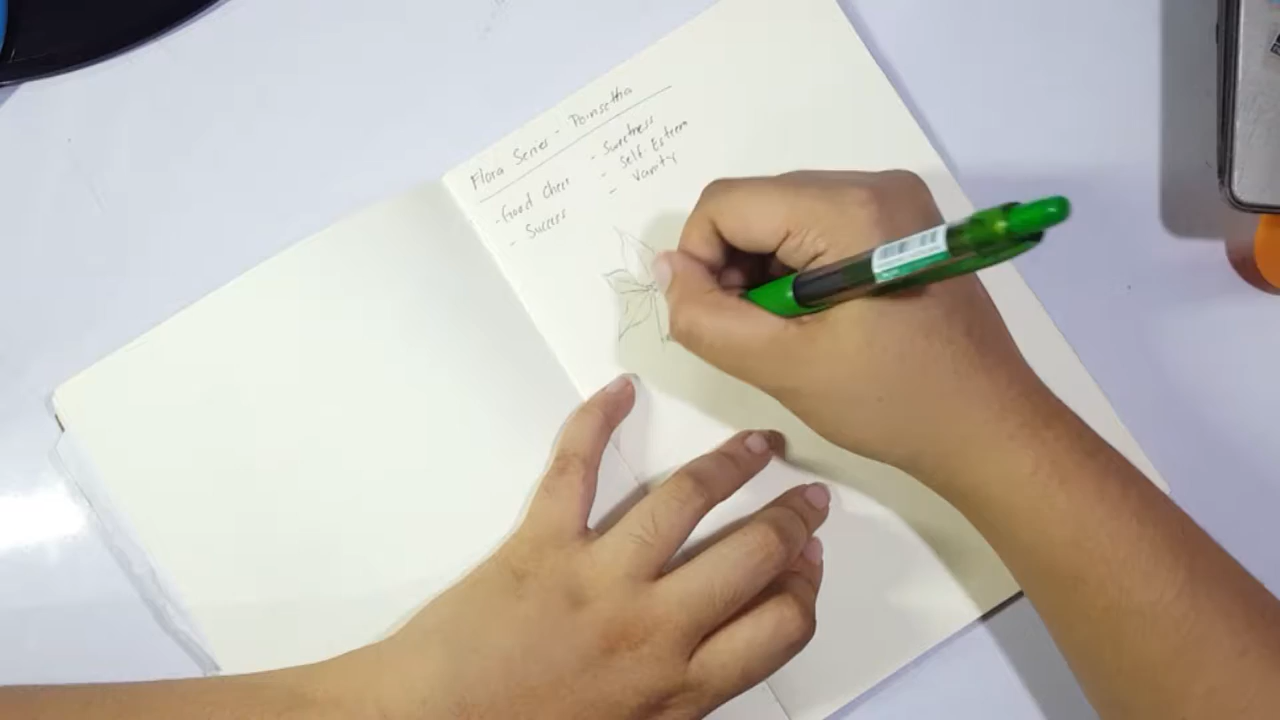 Flora Series - Poinsettia
- Good Cheer
- Success
- Sweetness
- Self-Esteem
- Vanity